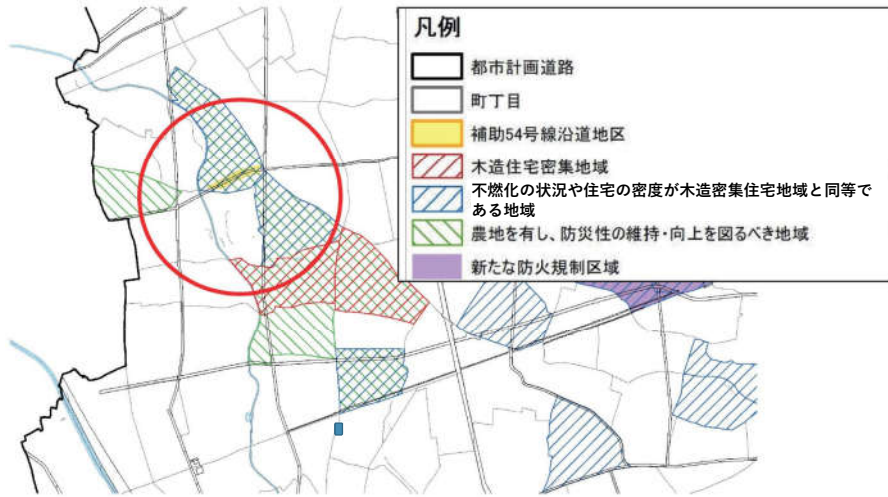 凡例
都市計画道路
町丁目
補助54号線沿道地区
木造住宅密集地域
不燃化の状況や住宅の密度が木造密集住宅地域と同等で
ある地域
農地を有し、防災性の維持・向上を図るべき地域
新たな防火規制区域